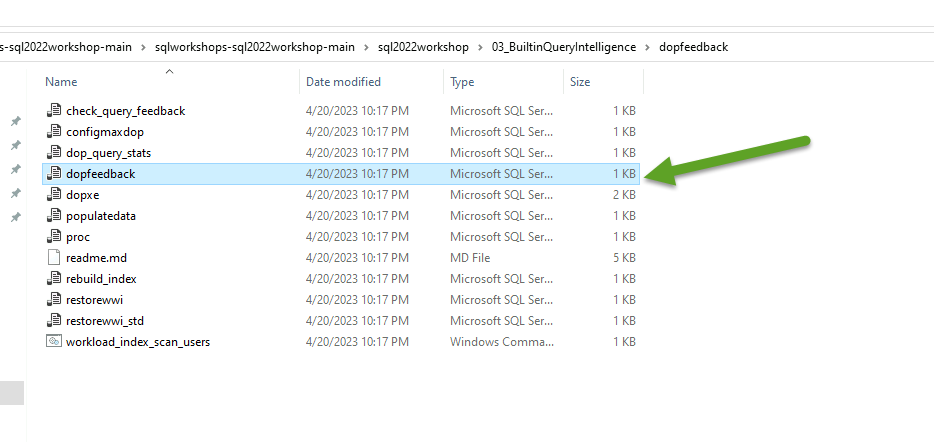 s-sql2022workshop-main > sqlworkshops-sql2022workshop-main > sql2022workshop > 03_BuiltinQueryIntelligence > dopfeedback
Name Date modified Type Size
check_query_feedback 4/20/2023 10:17 PM Microsoft SQL Ser... 1 KB
configmaxdop 4/20/2023 10:17 PM Microsoft SQL Ser... 1 KB
dop_query_stats 4/20/2023 10:17 PM Microsoft SQL Ser... 1 KB
dopfeedback 4/20/2023 10:17 PM Microsoft SQL Ser... 1 KB
dopxe 4/20/2023 10:17 PM Microsoft SQL Ser... 2 KB
populatedata 4/20/2023 10:17 PM Microsoft SQL Ser... 1 KB
proc 4/20/2023 10:17 PM Microsoft SQL Ser... 1 KB
readme.md 4/20/2023 10:17 PM MD File 5 KB
rebuild_index 4/20/2023 10:17 PM Microsoft SQL Ser... 1 KB
restorewwi 4/20/2023 10:17 PM Microsoft SQL Ser... 1 KB
restorewwi_std 4/20/2023 10:17 PM Microsoft SQL Ser... 1 KB
workload_index_scan_users 4/20/2023 10:17 PM Windows Comma... 1 KB